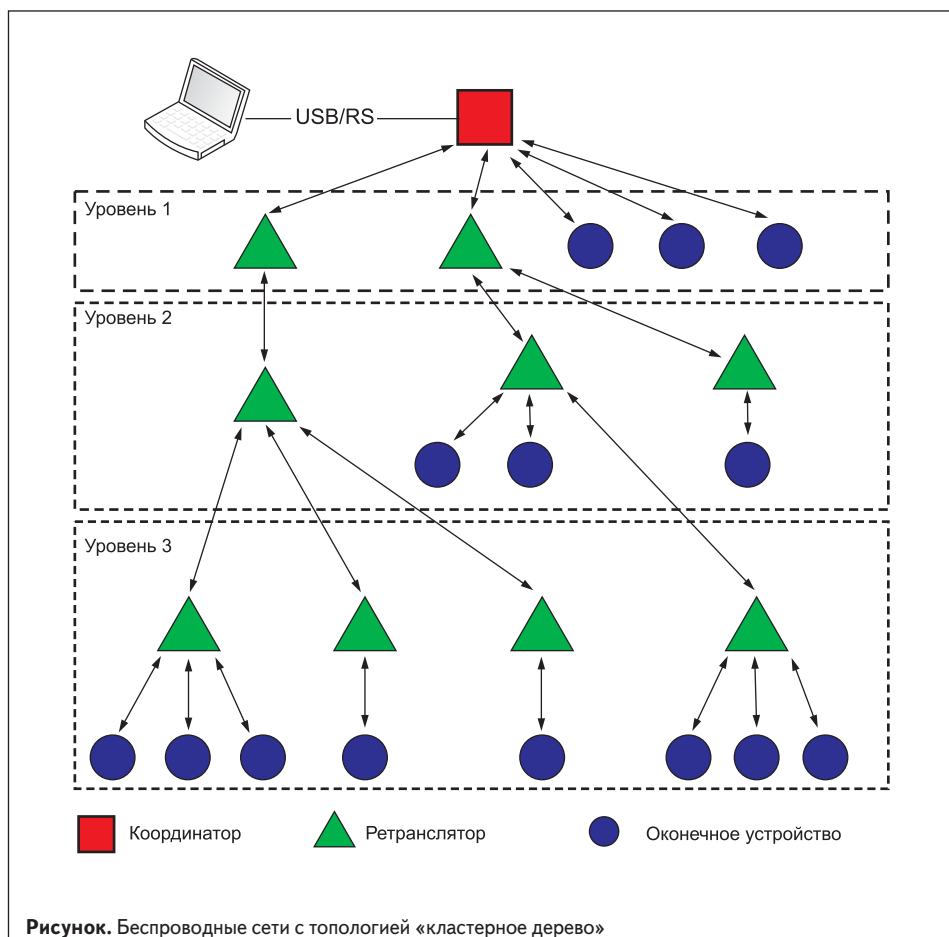 USB/RS
Уровень 1
Уровень 2
Уровень 3
Координатор
Ретранслятор
Оконечное устройство
Рисунок. Беспроводные сети с топологией «кластерное дерево»